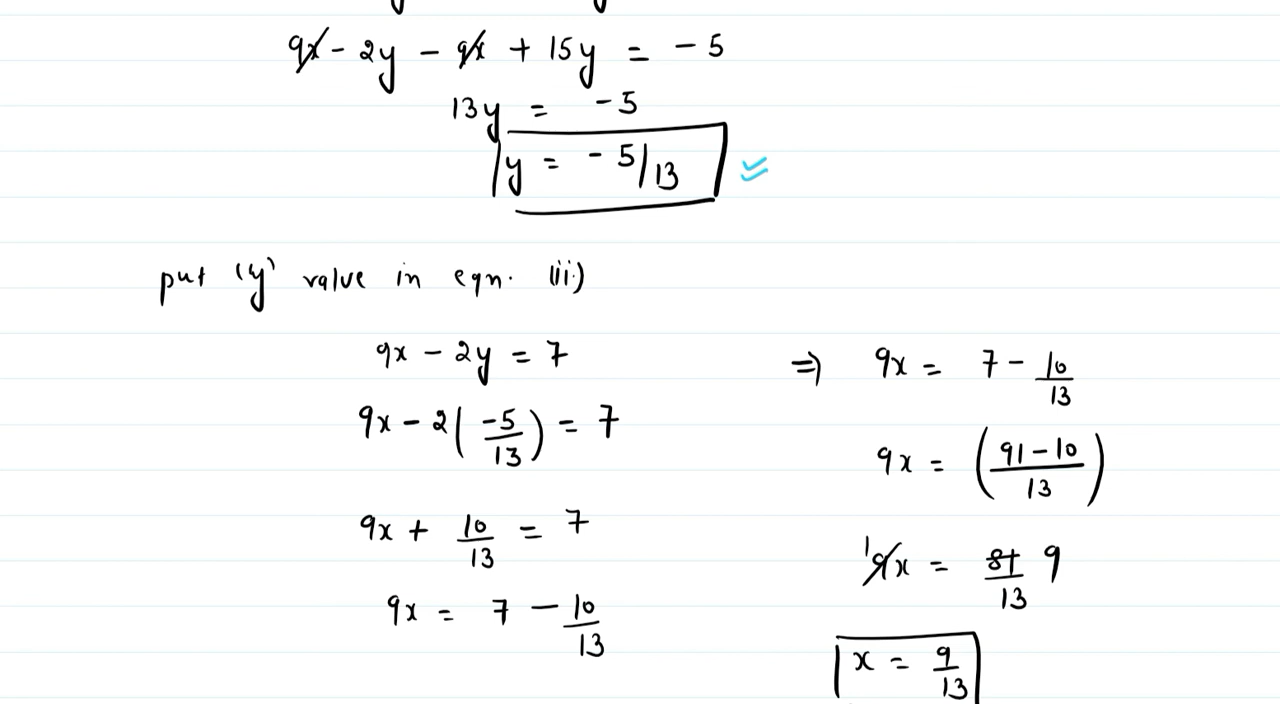 9x - 2y - 9x + 15y = - 5
13y = - 5
y = - 5/13
put 'y' value in eqn. (ii)
9x - 2y = 7
9x - 2(-5/13) = 7
9x + 10/13 = 7
9x = 7 - 10/13
⇒ 9x = 7 - 10/13
9x = (91 - 10/13)
1 9x = 81/13 9
x = 9/13